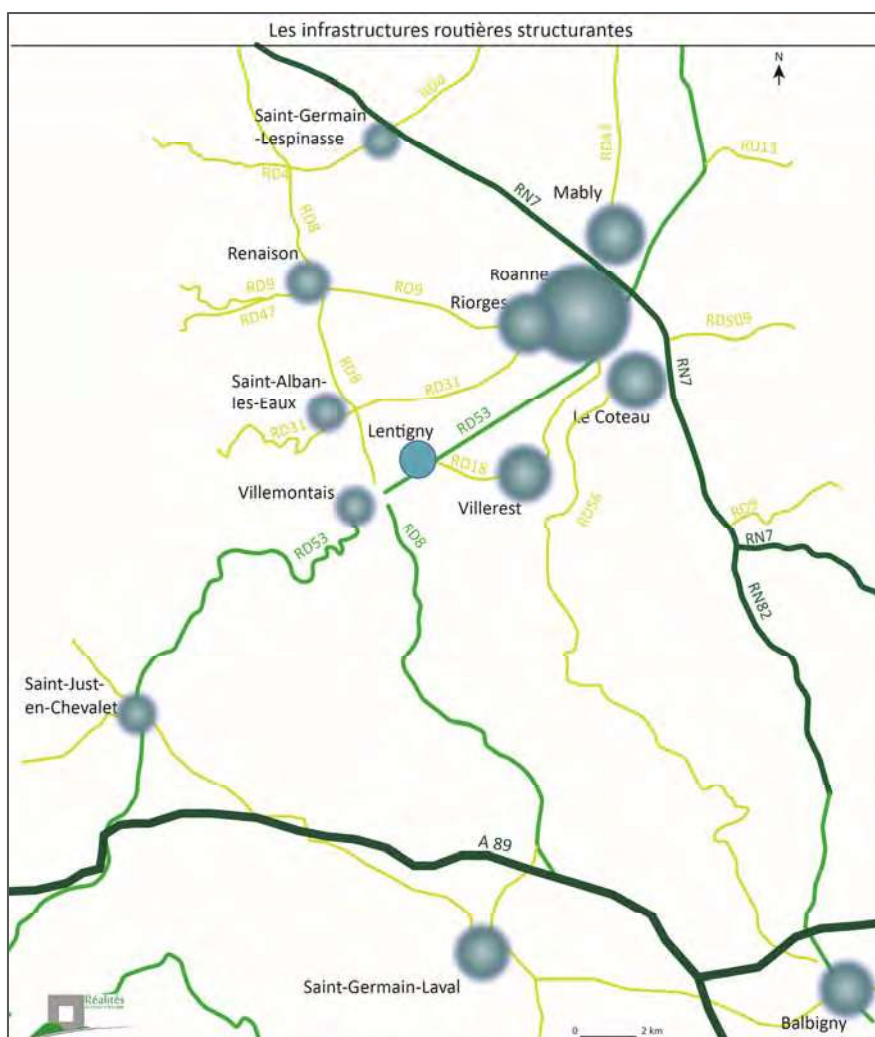 Les infrastructures routières structurantes
N
Saint-Germain
-Lespinasse
RD4
RD43
RD13
RD4
RN7
Mably
RD8
Renaison
Roanne
Riorges
RD9
RD9
RD47
RD509
RD8
Saint-Alban-
les-Eaux
RD31
RN7
Le Coteau
RD31
RD53
Lentigny
RD18
Villemontais
Villerest
RD56
RD53
RD8
RD9
RN7
RN82
Saint-Just-
en-Chevalet
A 89
Saint-Germain-Laval
Réalités
Balbigny
0 2 km